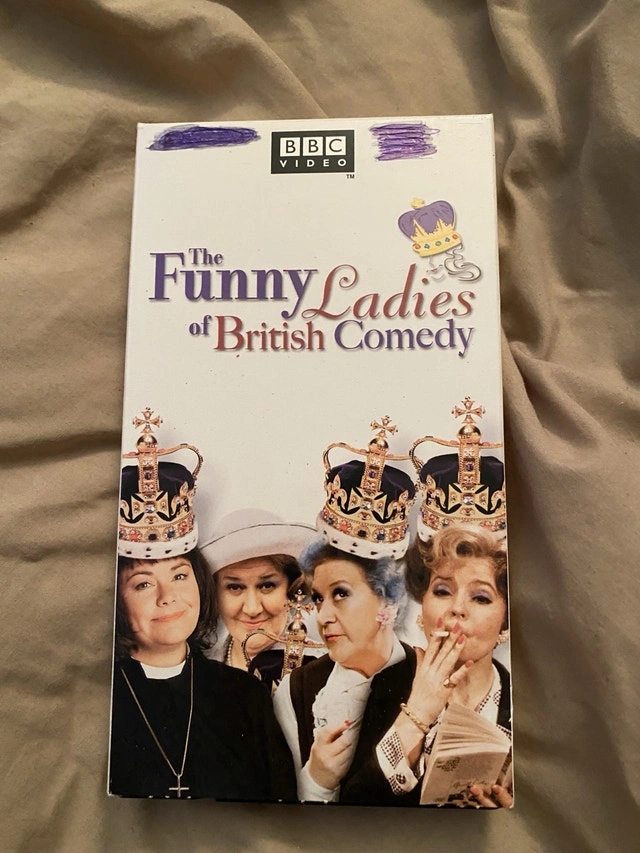 BBC
VIDEO
TM
The
Funny Ladies
of British Comedy